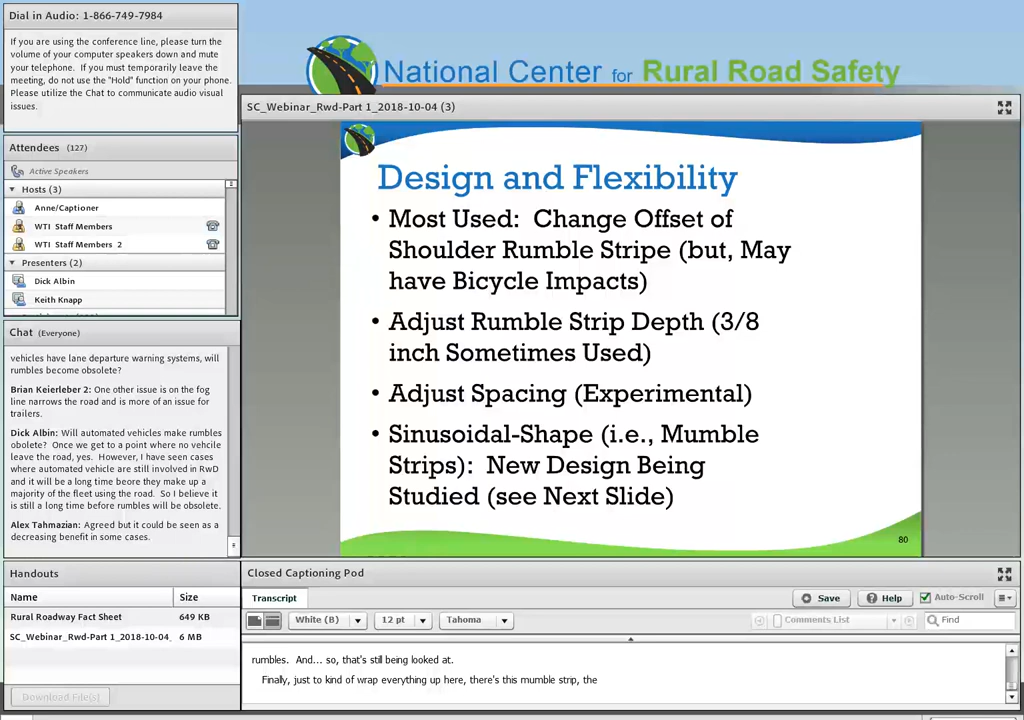 Dial in Audio: 1-866-749-7984
If you are using the conference line, please turn the
volume of your computer speakers down and mute
your telephone. If you must temporarily leave the
meeting, do not use the "Hold" function on your phone.
Please utilize the Chat to communicate audio visual
issues.
Attendees (127)
Active Speakers
Hosts (3)
Anne/Captioner
WTI Staff Members
WTI Staff Members 2
Presenters (2)
Dick Albin
Keith Knapp
Chat (Everyone)
vehicles have lane departure warning systems, will
rumbles become obsolete?
Brian Keierleber 2: One other issue is on the fog
line narrows the road and is more of an issue for
trailers.
Dick Albin: Will automated vehicles make rumbles
obolete? Once we get to a point where no vehcile
leave the road, yes. However, I have seen cases
where automated vehicle are still involved in RwD
and it will be a long time beore they make up a
majority of the fleet using the road. So I believe it
is still a long time before rumbles will be obsolete.
Alex Tahmazian: Agreed but it could be seen as a
decreasing benefit in some cases.
Handouts
Name Size
Rural Roadway Fact Sheet 649 KB
SC_Webinar_Rwd-Part 1_2018-10-04_ 6 MB
Download File(s)
National Center for Rural Road Safety
SC_Webinar_Rwd-Part 1_2018-10-04 (3)
Design and Flexibility
• Most Used: Change Offset of
Shoulder Rumble Stripe (but, May
have Bicycle Impacts)
• Adjust Rumble Strip Depth (3/8
inch Sometimes Used)
• Adjust Spacing (Experimental)
• Sinusoidal-Shape (i.e., Mumble
Strips): New Design Being
Studied (see Next Slide)
80
Closed Captioning Pod
Transcript Save Help Auto-Scroll
White (B) 12 pt Tahoma Comments List Find
rumbles. And... so, that's still being looked at.
Finally, just to kind of wrap everything up here, there's this mumble strip, the